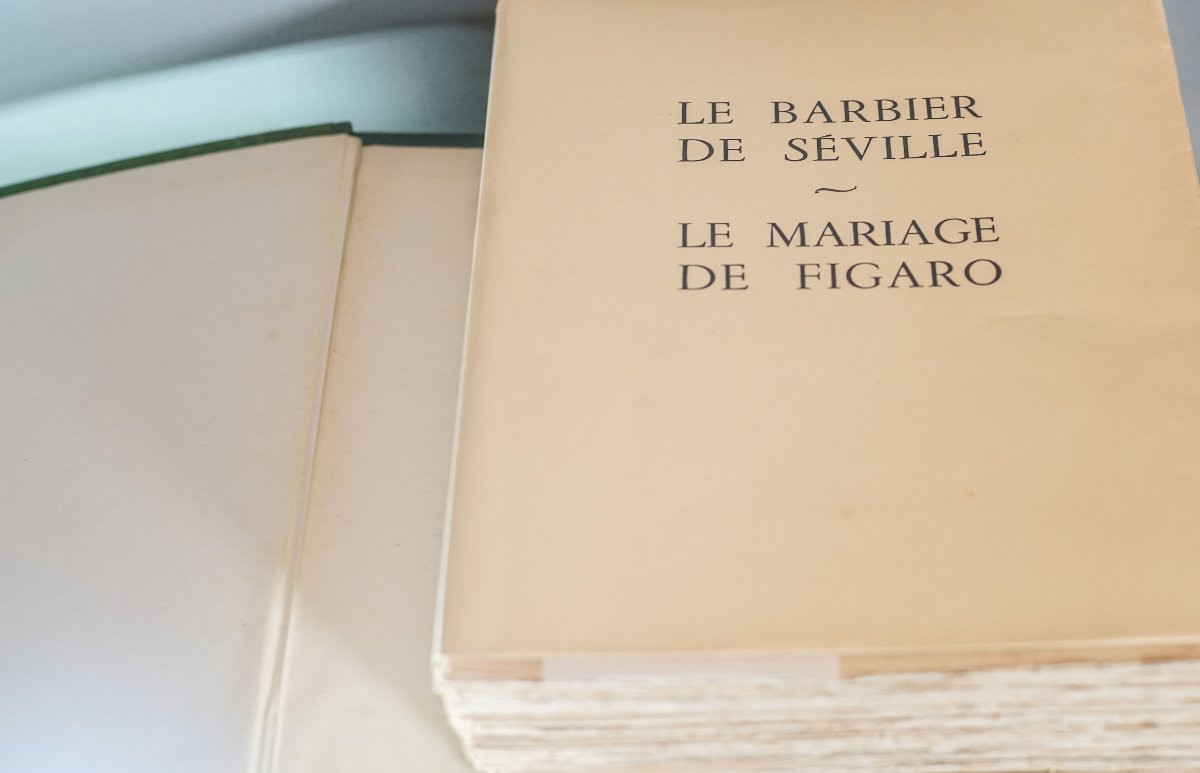 LE BARBIER
DE SÉVILLE
~
LE MARIAGE
DE FIGARO